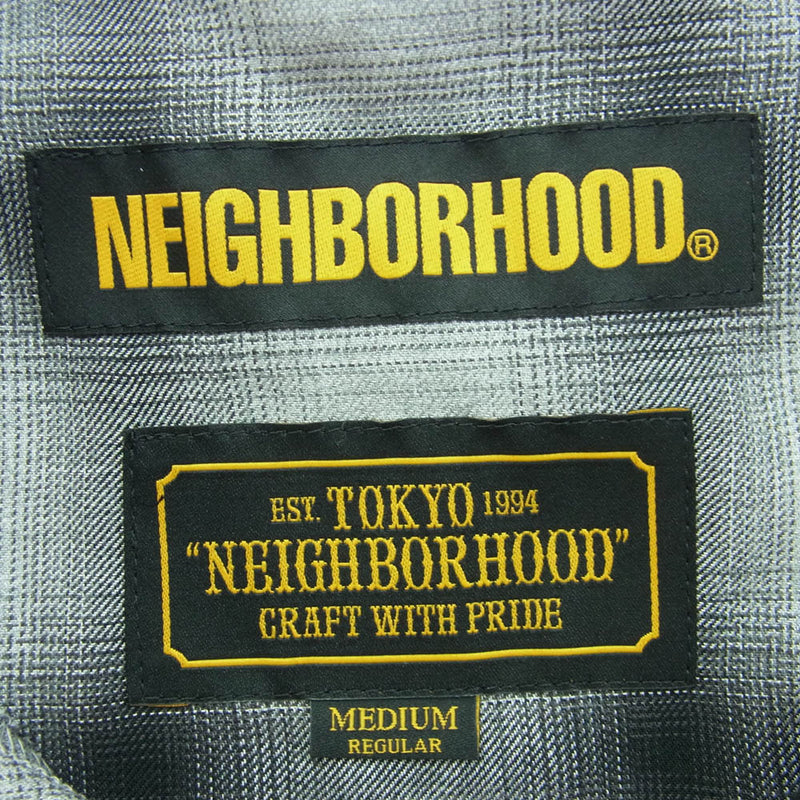 NEIGHBORHOOD.®
EST. TOKYO 1994
“NEIGHBORHOOD”
CRAFT WITH PRIDE
MEDIUM
REGULAR